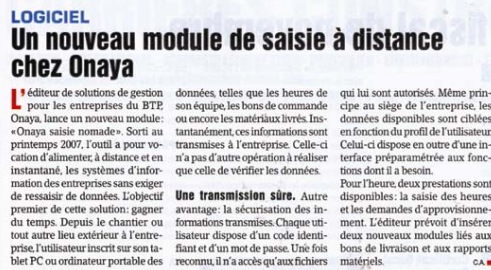 LOGICIEL
Un nouveau module de saisie à distance
chez Onaya
L'éditeur de solutions de gestion
pour les entreprises du BTP,
Onaya, lance un nouveau module:
«Onaya saisie nomade». Sorti au
printemps 2007, l'outil a pour vo-
cation d'alimenter, à distance et en
instantané, les systèmes d'infor-
mation des entreprises sans exiger
de ressaisir de données. L'objectif
premier de cette solution: gagner
du temps. Depuis le chantier ou
tout autre lieu extérieur à l'entre-
prise, l'utilisateur inscrit sur son ta-
blet PC ou ordinateur portable des
données, telles que les heures de
son équipe, les bons de commande
ou encore les matériaux livrés. Ins-
tantanément, ces informations sont
transmises à l'entreprise. Celle-ci
n'a pas d'autre opération à réaliser
que celle de vérifier les données.
Une transmission sûre. Autre
avantage: la sécurisation des in-
formations transmises. Chaque uti-
lisateur dispose d'un code identi-
fiant et d'un mot de passe. Une fois
reconnu, il n'a accès qu'aux fichiers
qui lui sont autorisés. Même prin-
cipe au siège de l'entreprise, les
données disponibles sont ciblées
en fonction du profil de l'utilisateur
Celui-ci dispose en outre d'une in-
terface préparamétrée aux fonc-
tions dont il a besoin.
Pour l'heure, deux prestations sont
disponibles: la saisie des heures
et les demandes d'approvisionne-
ment. L'éditeur prévoit d'insérer
deux nouveaux modules liés aux
bons de livraison et aux rapports
matériels. C.A ■